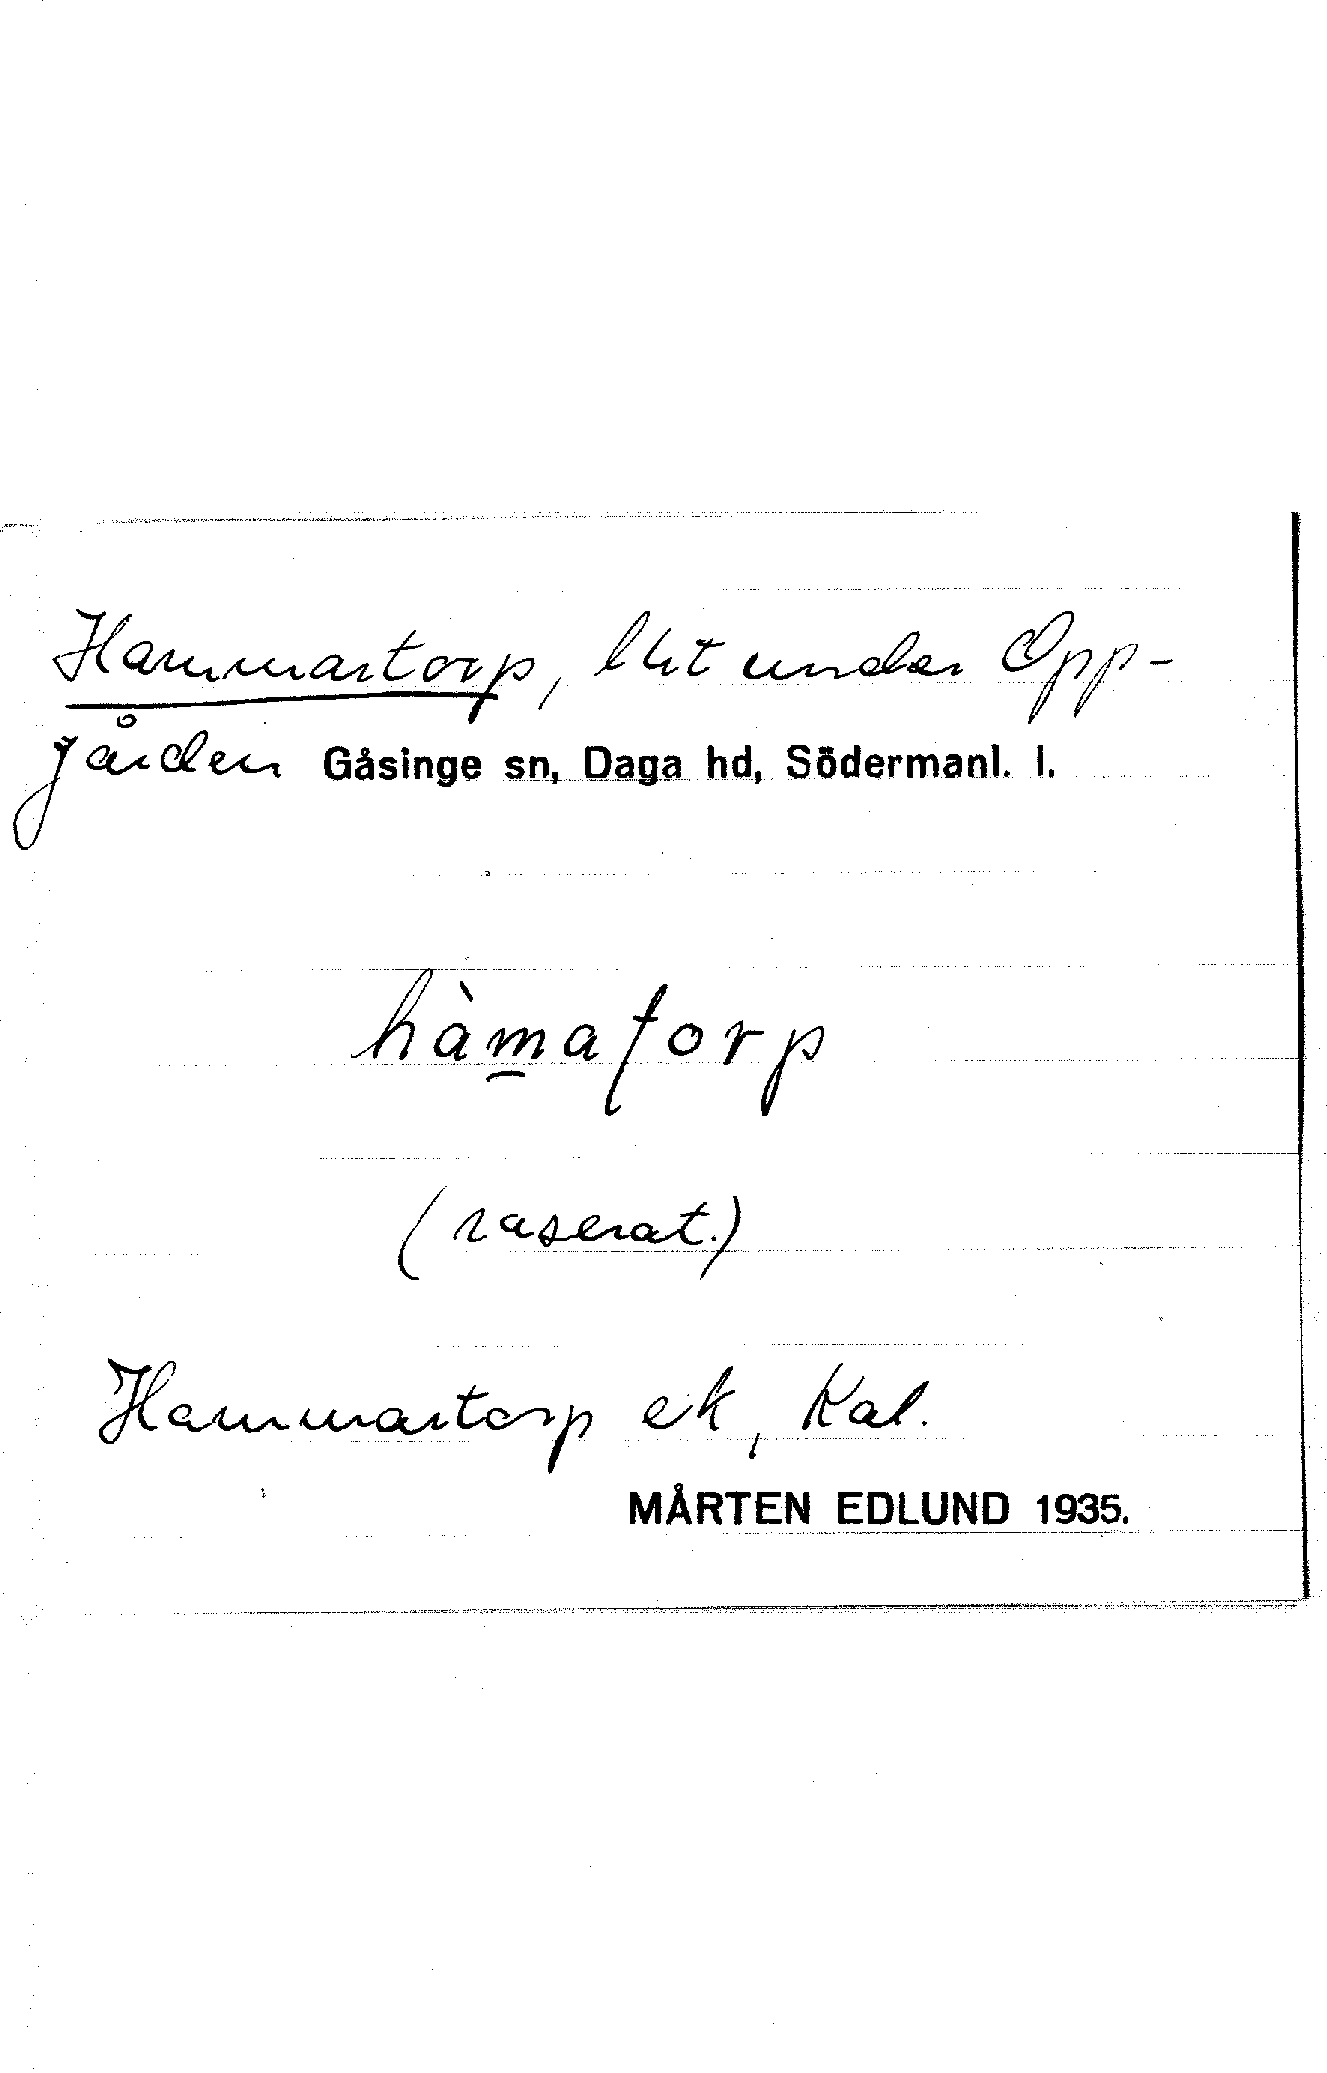 Hammartorp, lht under Opp-
gården Gåsinge sn, Daga hd, Södermanl. l.
hàmatorp
(raserat.)
Hammartorp ek, Kal.
MÅRTEN EDLUND 1935.